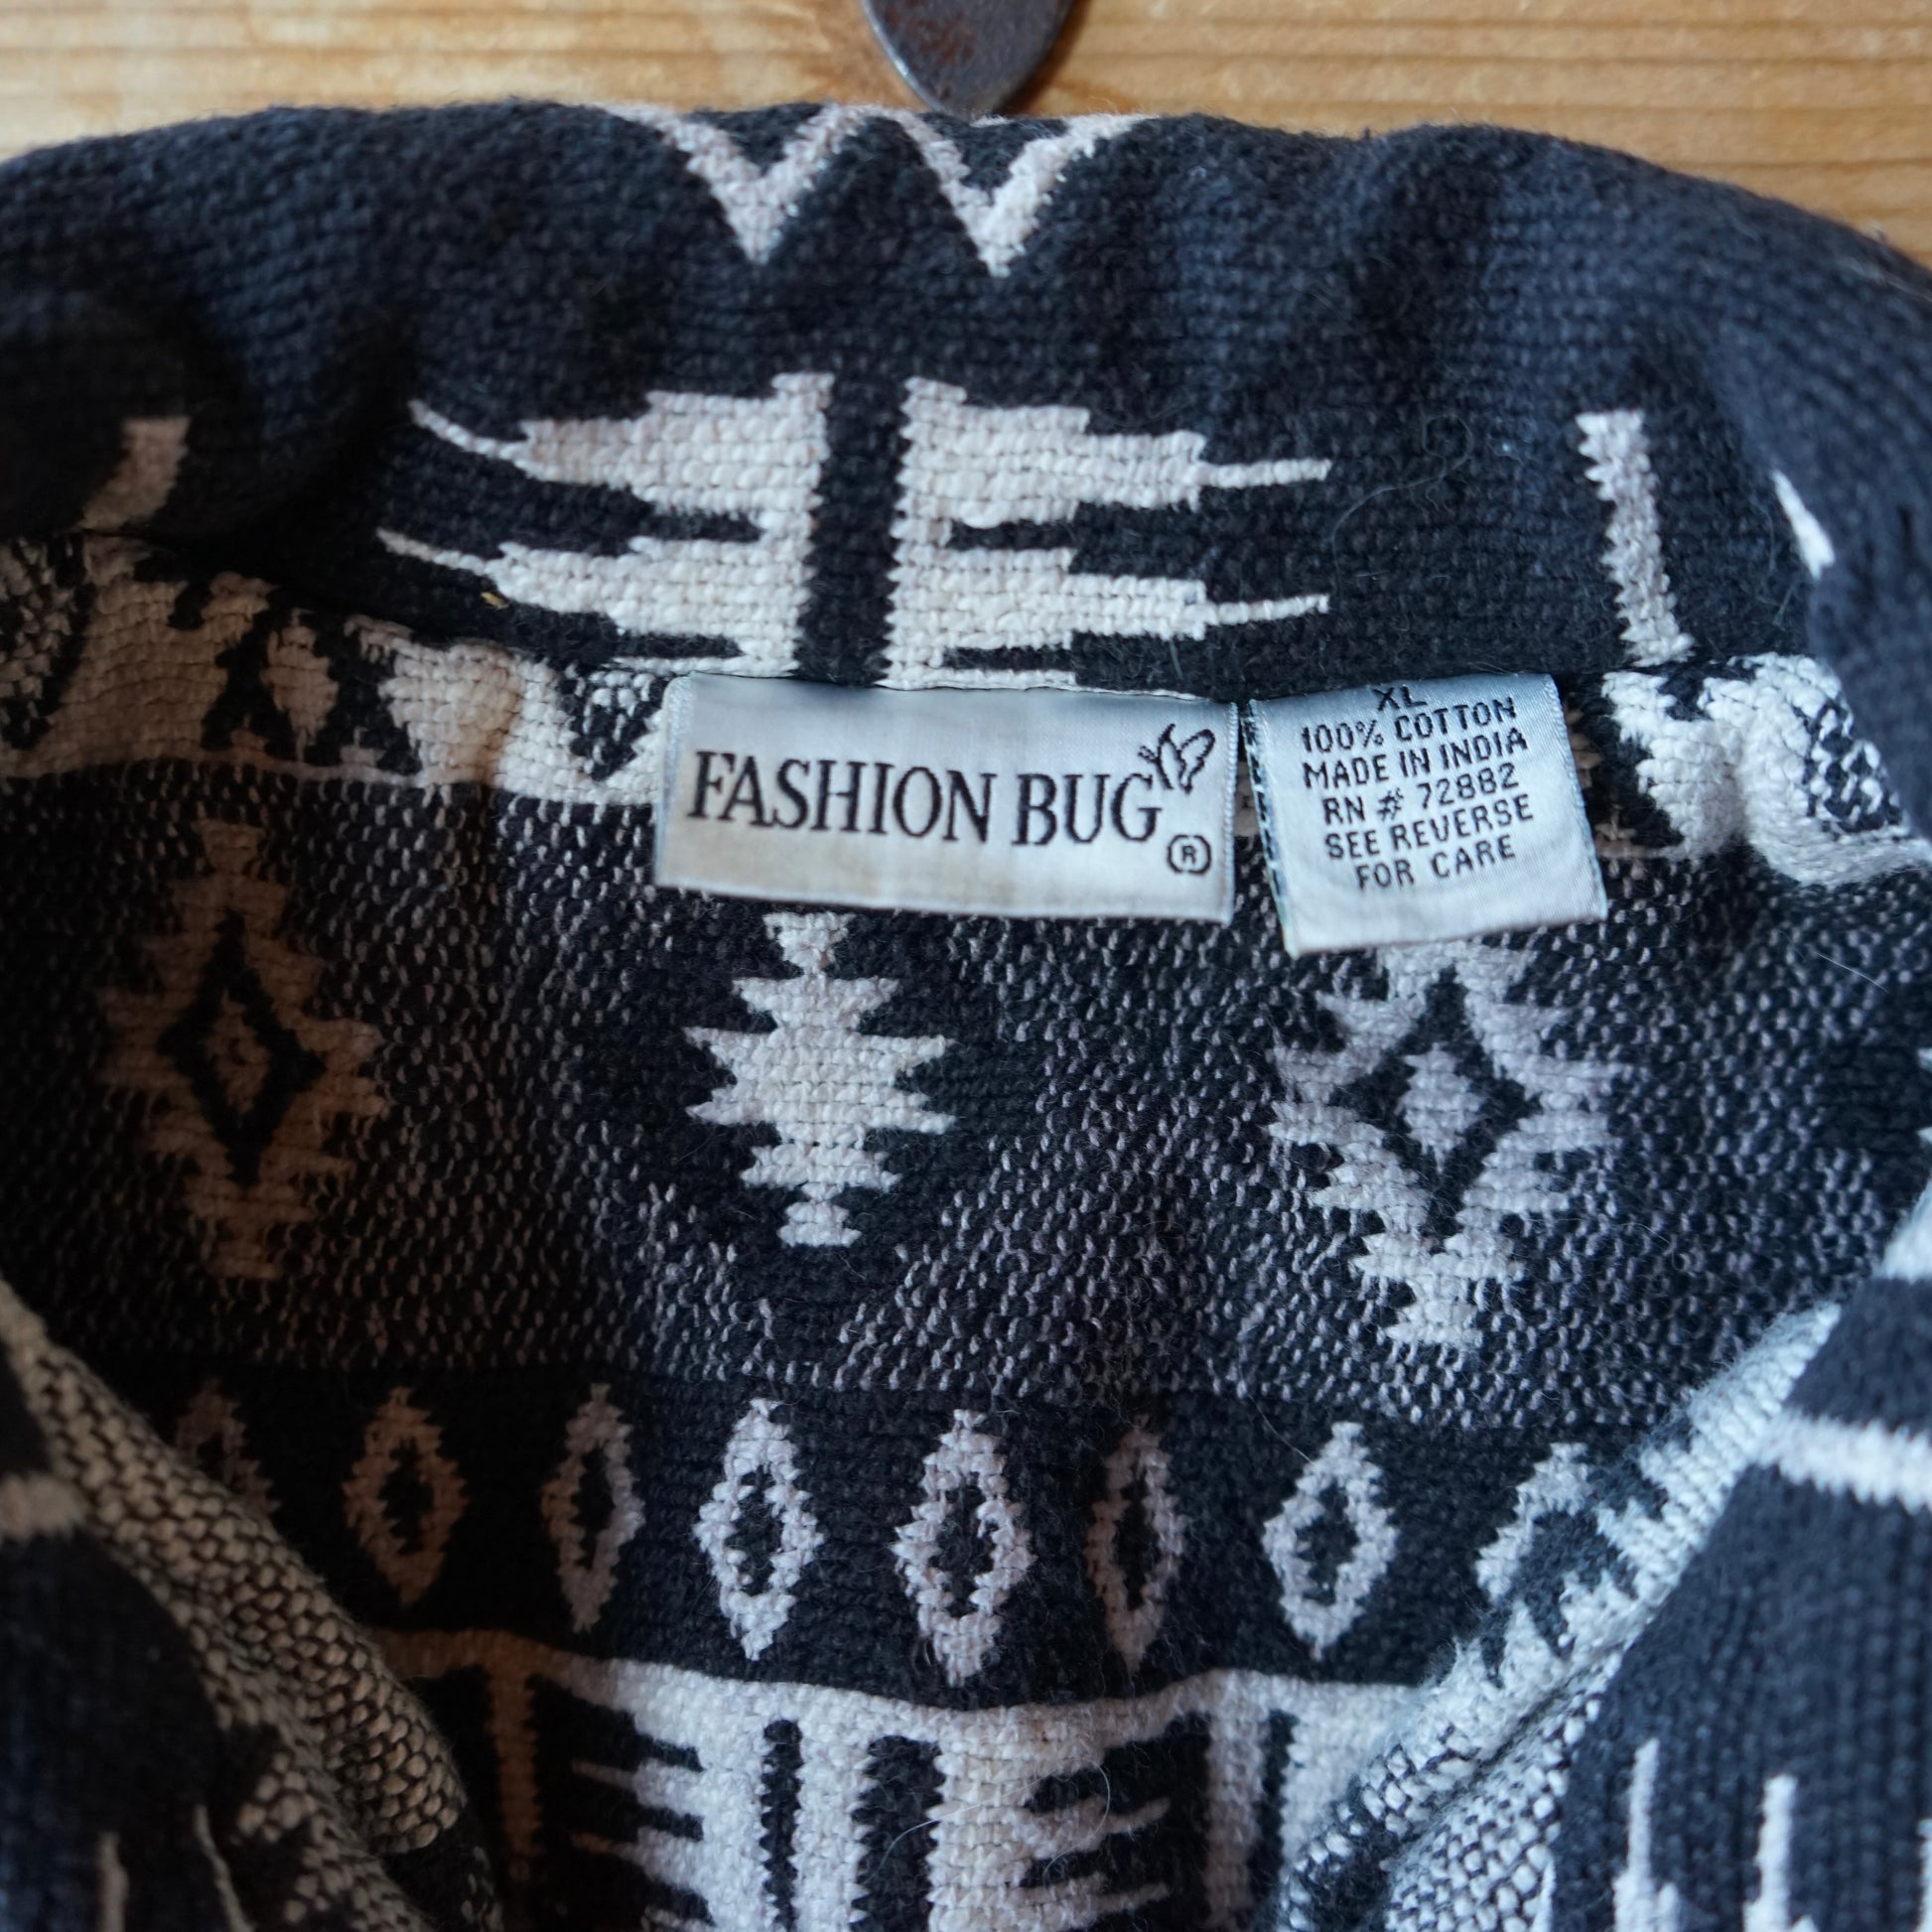 FASHION BUG
®
XL
100% COTTON
MADE IN INDIA
RN # 72882
SEE REVERSE
FOR CARE